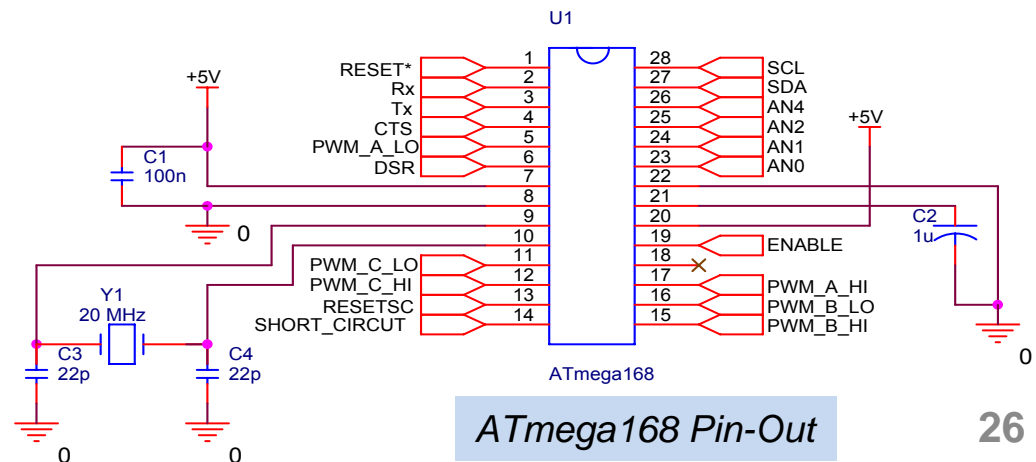 U1
+5V
C1
100n
0
RESET*
Rx
Tx
CTS
PWM_A_LO
DSR
1
2
3
4
5
6
7
8
9
10
11
12
13
14
PWM_C_LO
PWM_C_HI
RESETSC
SHORT_CIRCUT
28
27
26
25
24
23
22
21
20
19
18
17
16
15
SCL
SDA
AN4
AN2
AN1
AN0
+5V
ENABLE
PWM_A_HI
PWM_B_LO
PWM_B_HI
C2
1u
0
Y1
20 MHz
C3
22p
0
C4
22p
0
ATmega168
ATmega168 Pin-Out
26